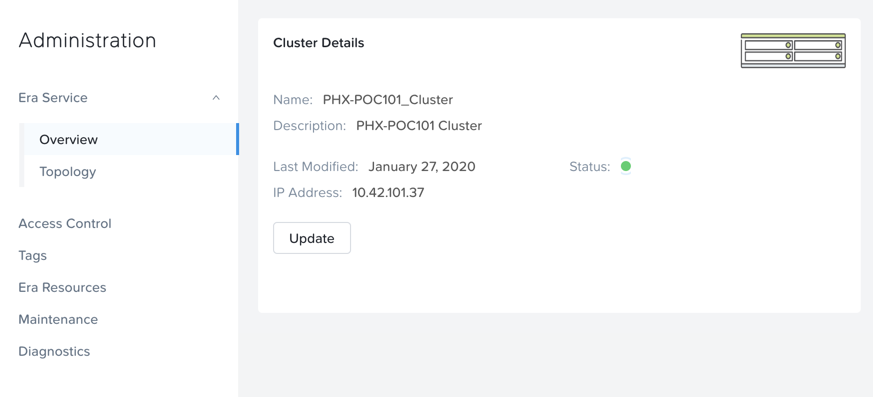 Administration
Era Service
Overview
Topology
Access Control
Tags
Era Resources
Maintenance
Diagnostics
Cluster Details
Name: PHX-POC101_Cluster
Description: PHX-POC101 Cluster
Last Modified: January 27, 2020 Status:
IP Address: 10.42.101.37
Update